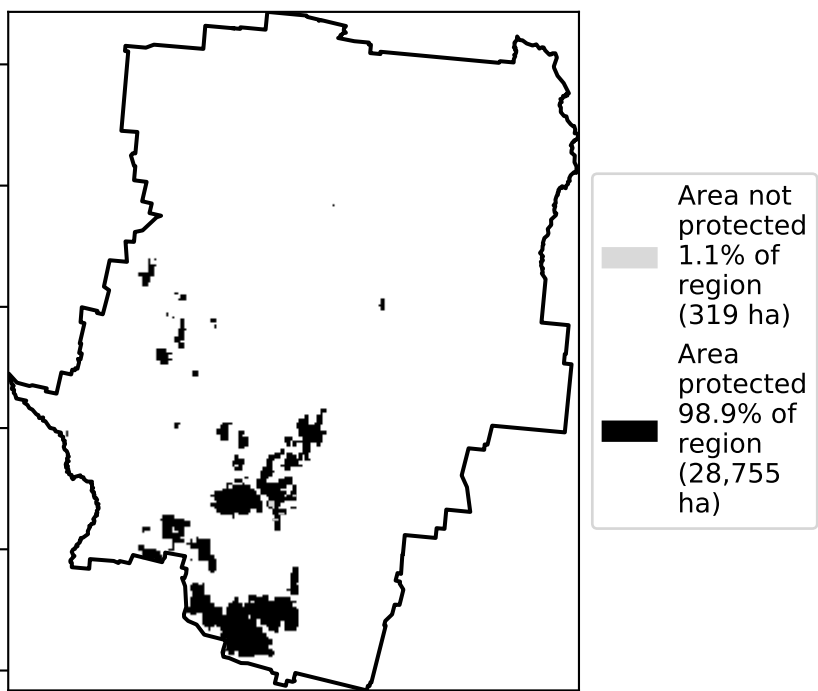 Area not
protected
1.1% of
region
(319 ha)
Area
protected
98.9% of
region
(28,755
ha)